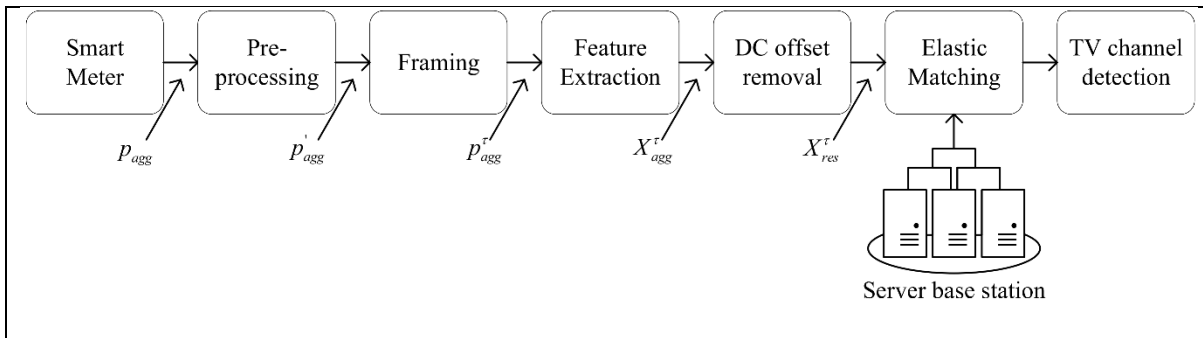 Smart
Meter
Pre-
processing
Framing
Feature
Extraction
DC offset
removal
Elastic
Matching
TV channel
detection
p_agg
p'_agg
p^τ_agg
X^τ_agg
X^τ_res
Server base station